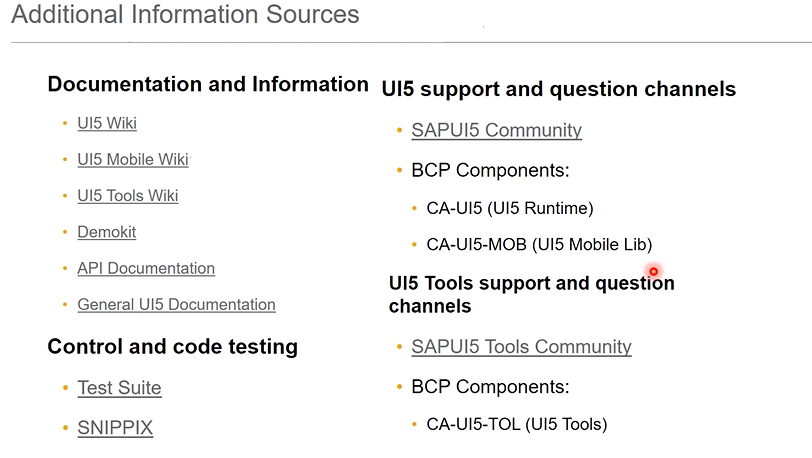 Additional Information Sources
Documentation and Information
UI5 Wiki
UI5 Mobile Wiki
UI5 Tools Wiki
Demokit
API Documentation
General UI5 Documentation
Control and code testing
Test Suite
SNIPPIX
UI5 support and question channels
SAPUI5 Community
BCP Components:
CA-UI5 (UI5 Runtime)
CA-UI5-MOB (UI5 Mobile Lib)
UI5 Tools support and question
channels
SAPUI5 Tools Community
BCP Components:
CA-UI5-TOL (UI5 Tools)